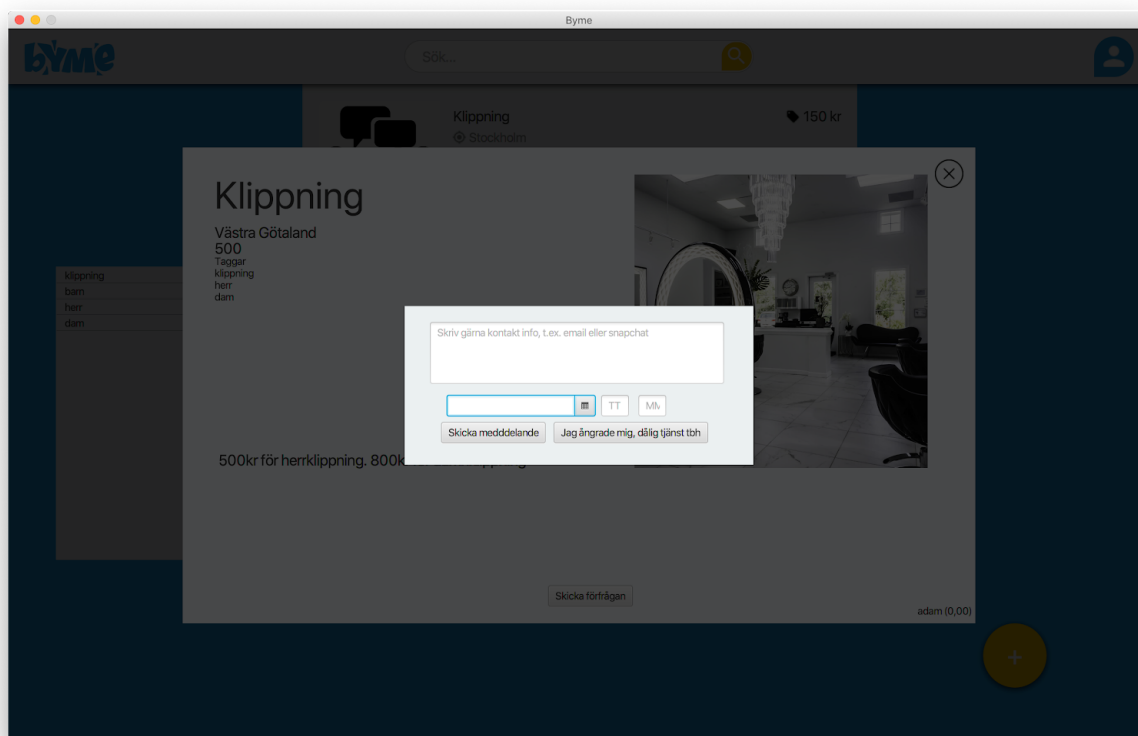 Byme
byme
Sök...
Klippning
150 kr
Stockholm
Klippning
Västra Götaland
500
Taggar
klippning
herr
dam
klippning
barn
herr
dam
Skriv gärna kontakt info, t.ex. email eller snapchat
TT
Skicka medddelande
Jag ångrade mig, dålig tjänst tbh
500kr för herrklippning. 800k
Skicka förfrågan
adam (0,00)
+